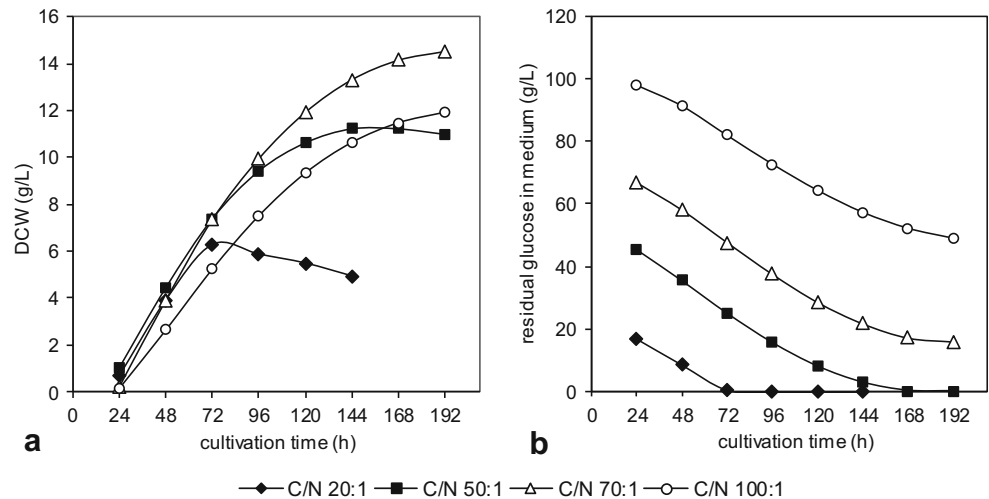 16
14
12
10
8
6
4
2
0
DCW (g/L)
0 24 48 72 96 120 144 168 192
cultivation time (h)
a
120
100
80
60
40
20
0
residual glucose in medium (g/L)
0 24 48 72 96 120 144 168 192
cultivation time (h)
b
C/N 20:1 C/N 50:1 C/N 70:1 C/N 100:1